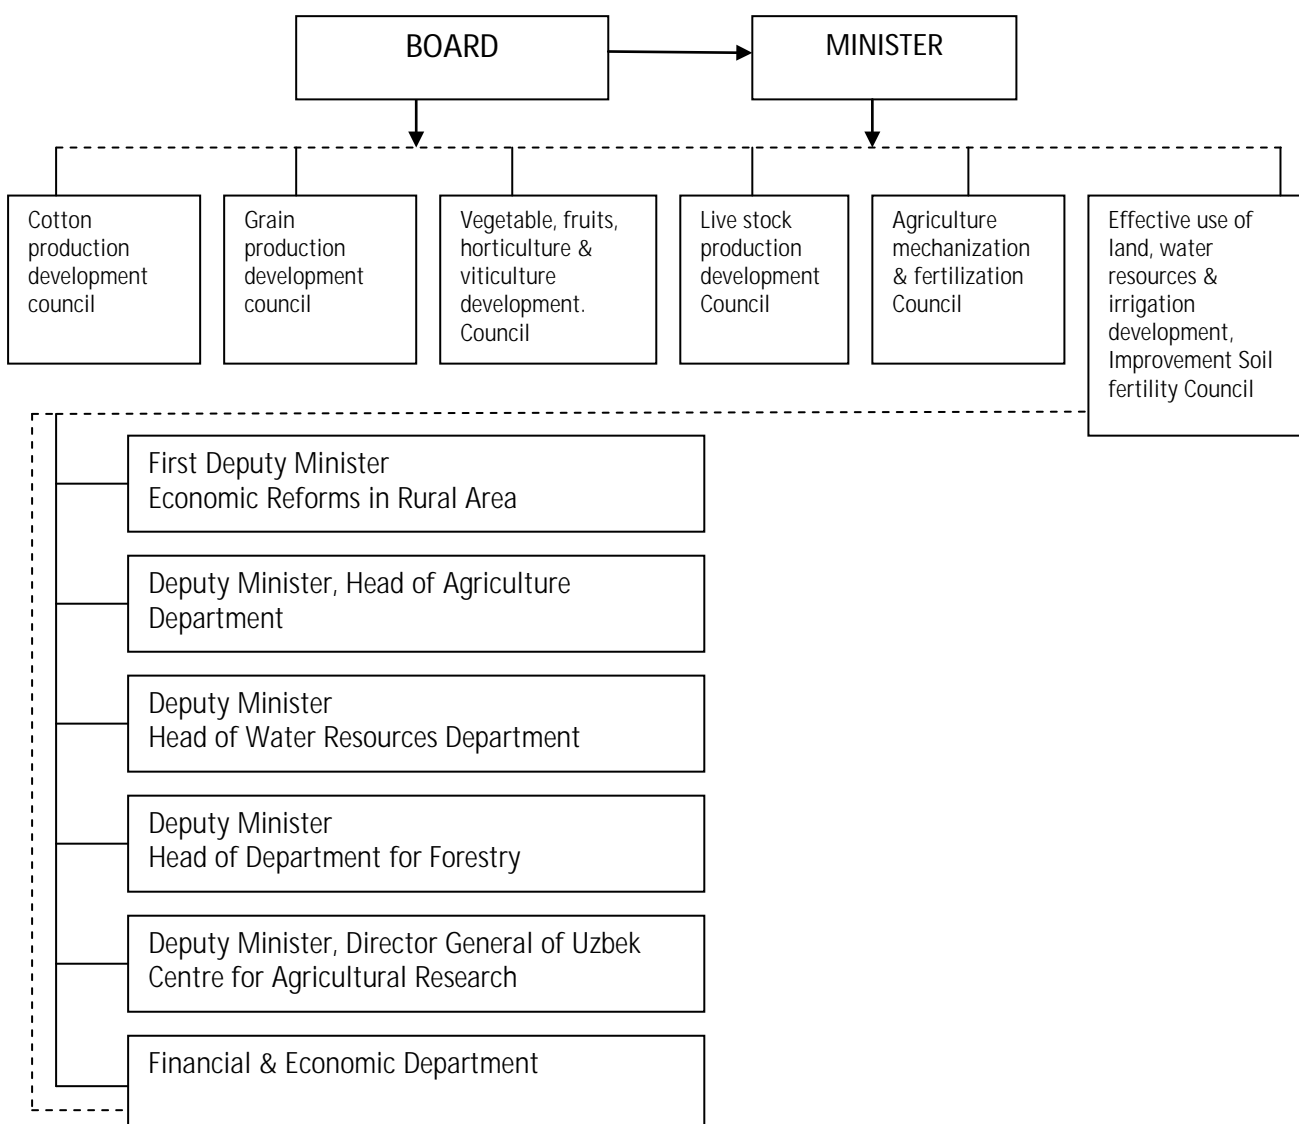 BOARD
MINISTER
Cotton
production
development
council
Grain
production
development
council
Vegetable, fruits,
horticulture &
viticulture
development.
Council
Live stock
production
development
Council
Agriculture
mechanization
& fertilization
Council
Effective use of
land, water
resources &
irrigation
development,
Improvement Soil
fertility Council
First Deputy Minister
Economic Reforms in Rural Area
Deputy Minister, Head of Agriculture
Department
Deputy Minister
Head of Water Resources Department
Deputy Minister
Head of Department for Forestry
Deputy Minister, Director General of Uzbek
Centre for Agricultural Research
Financial & Economic Department